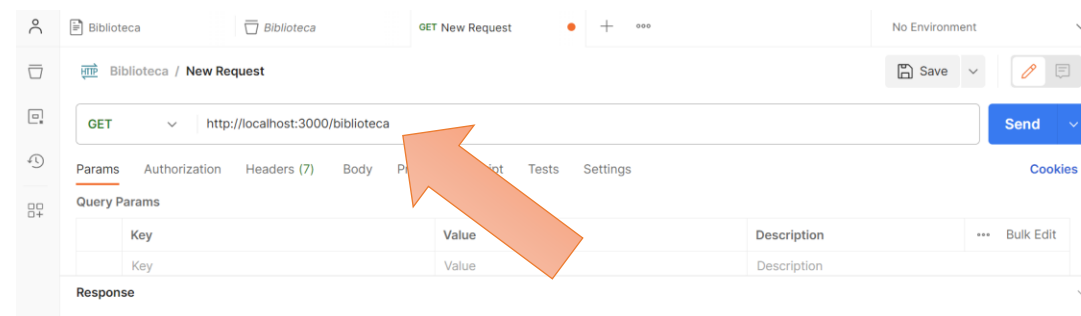 Biblioteca Biblioteca GET New Request No Environment
HTTP Biblioteca / New Request Save
GET http://localhost:3000/biblioteca Send
Params Authorization Headers (7) Body Tests Settings Cookies
Query Params
Key Value Description Bulk Edit
Key Value Description
Response